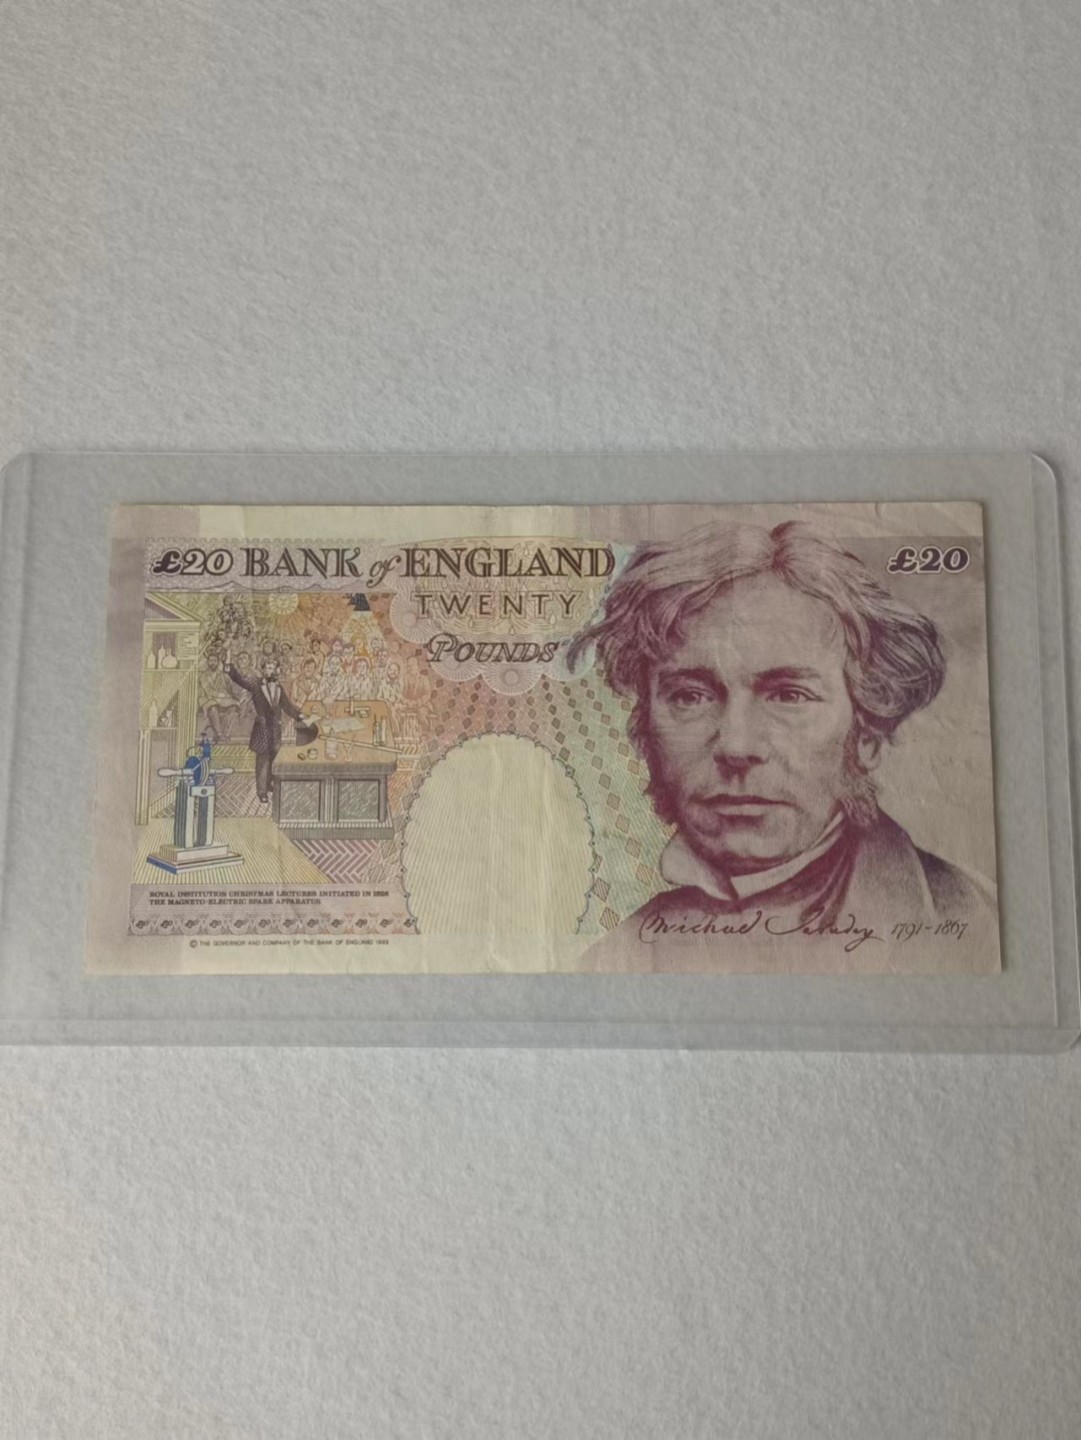 £20 BANK of ENGLAND £20
TWENTY
POUNDS
ROYAL INSTITUTION CHRISTMAS LECTURES INITIATED IN 1826
THE MAGNETO-ELECTRIC SPARK APPARATUS
Michael Faraday 1791-1867
© THE GOVERNOR AND COMPANY OF THE BANK OF ENGLAND 1993